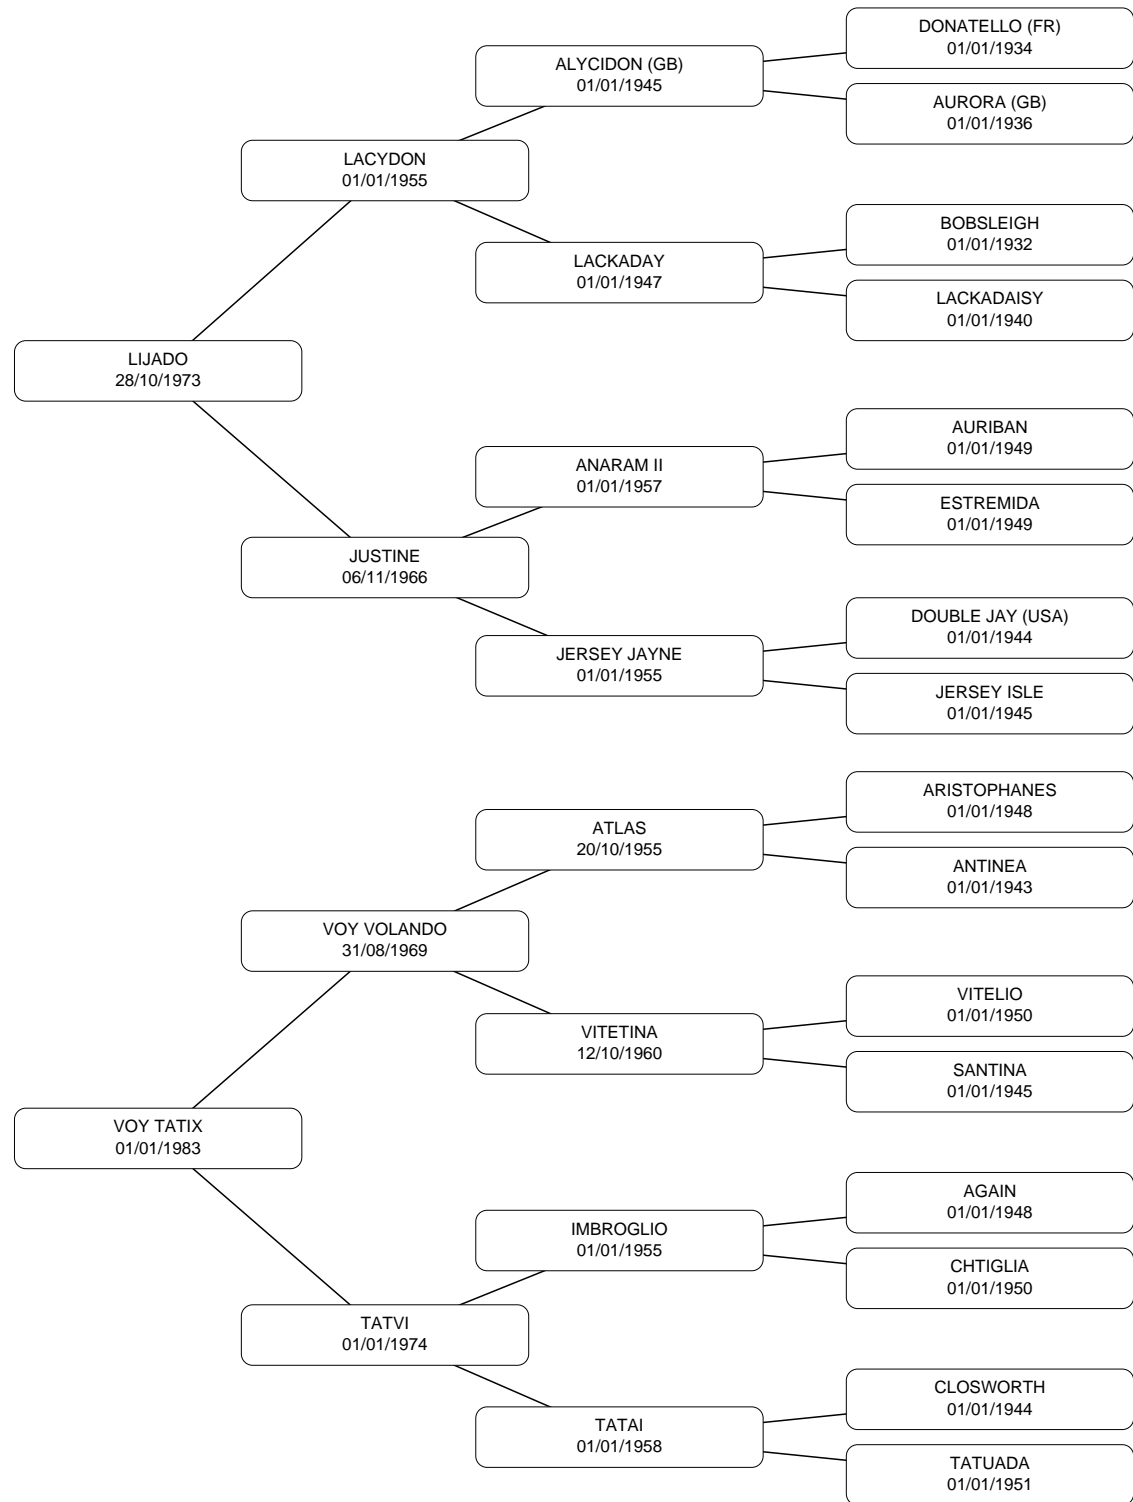 DONATELLO (FR)
01/01/1934
ALYCIDON (GB)
01/01/1945
AURORA (GB)
01/01/1936
LACYDON
01/01/1955
BOBSLEIGH
01/01/1932
LACKADAY
01/01/1947
LACKADAISY
01/01/1940
LIJADO
28/10/1973
AURIBAN
01/01/1949
ANARAM II
01/01/1957
ESTREMIDA
01/01/1949
JUSTINE
06/11/1966
DOUBLE JAY (USA)
01/01/1944
JERSEY JAYNE
01/01/1955
JERSEY ISLE
01/01/1945
ARISTOPHANES
01/01/1948
ATLAS
20/10/1955
ANTINEA
01/01/1943
VOY VOLANDO
31/08/1969
VITELIO
01/01/1950
VITETINA
12/10/1960
SANTINA
01/01/1945
VOY TATIX
01/01/1983
AGAIN
01/01/1948
IMBROGLIO
01/01/1955
CHTIGLIA
01/01/1950
TATVI
01/01/1974
CLOSWORTH
01/01/1944
TATAI
01/01/1958
TATUADA
01/01/1951